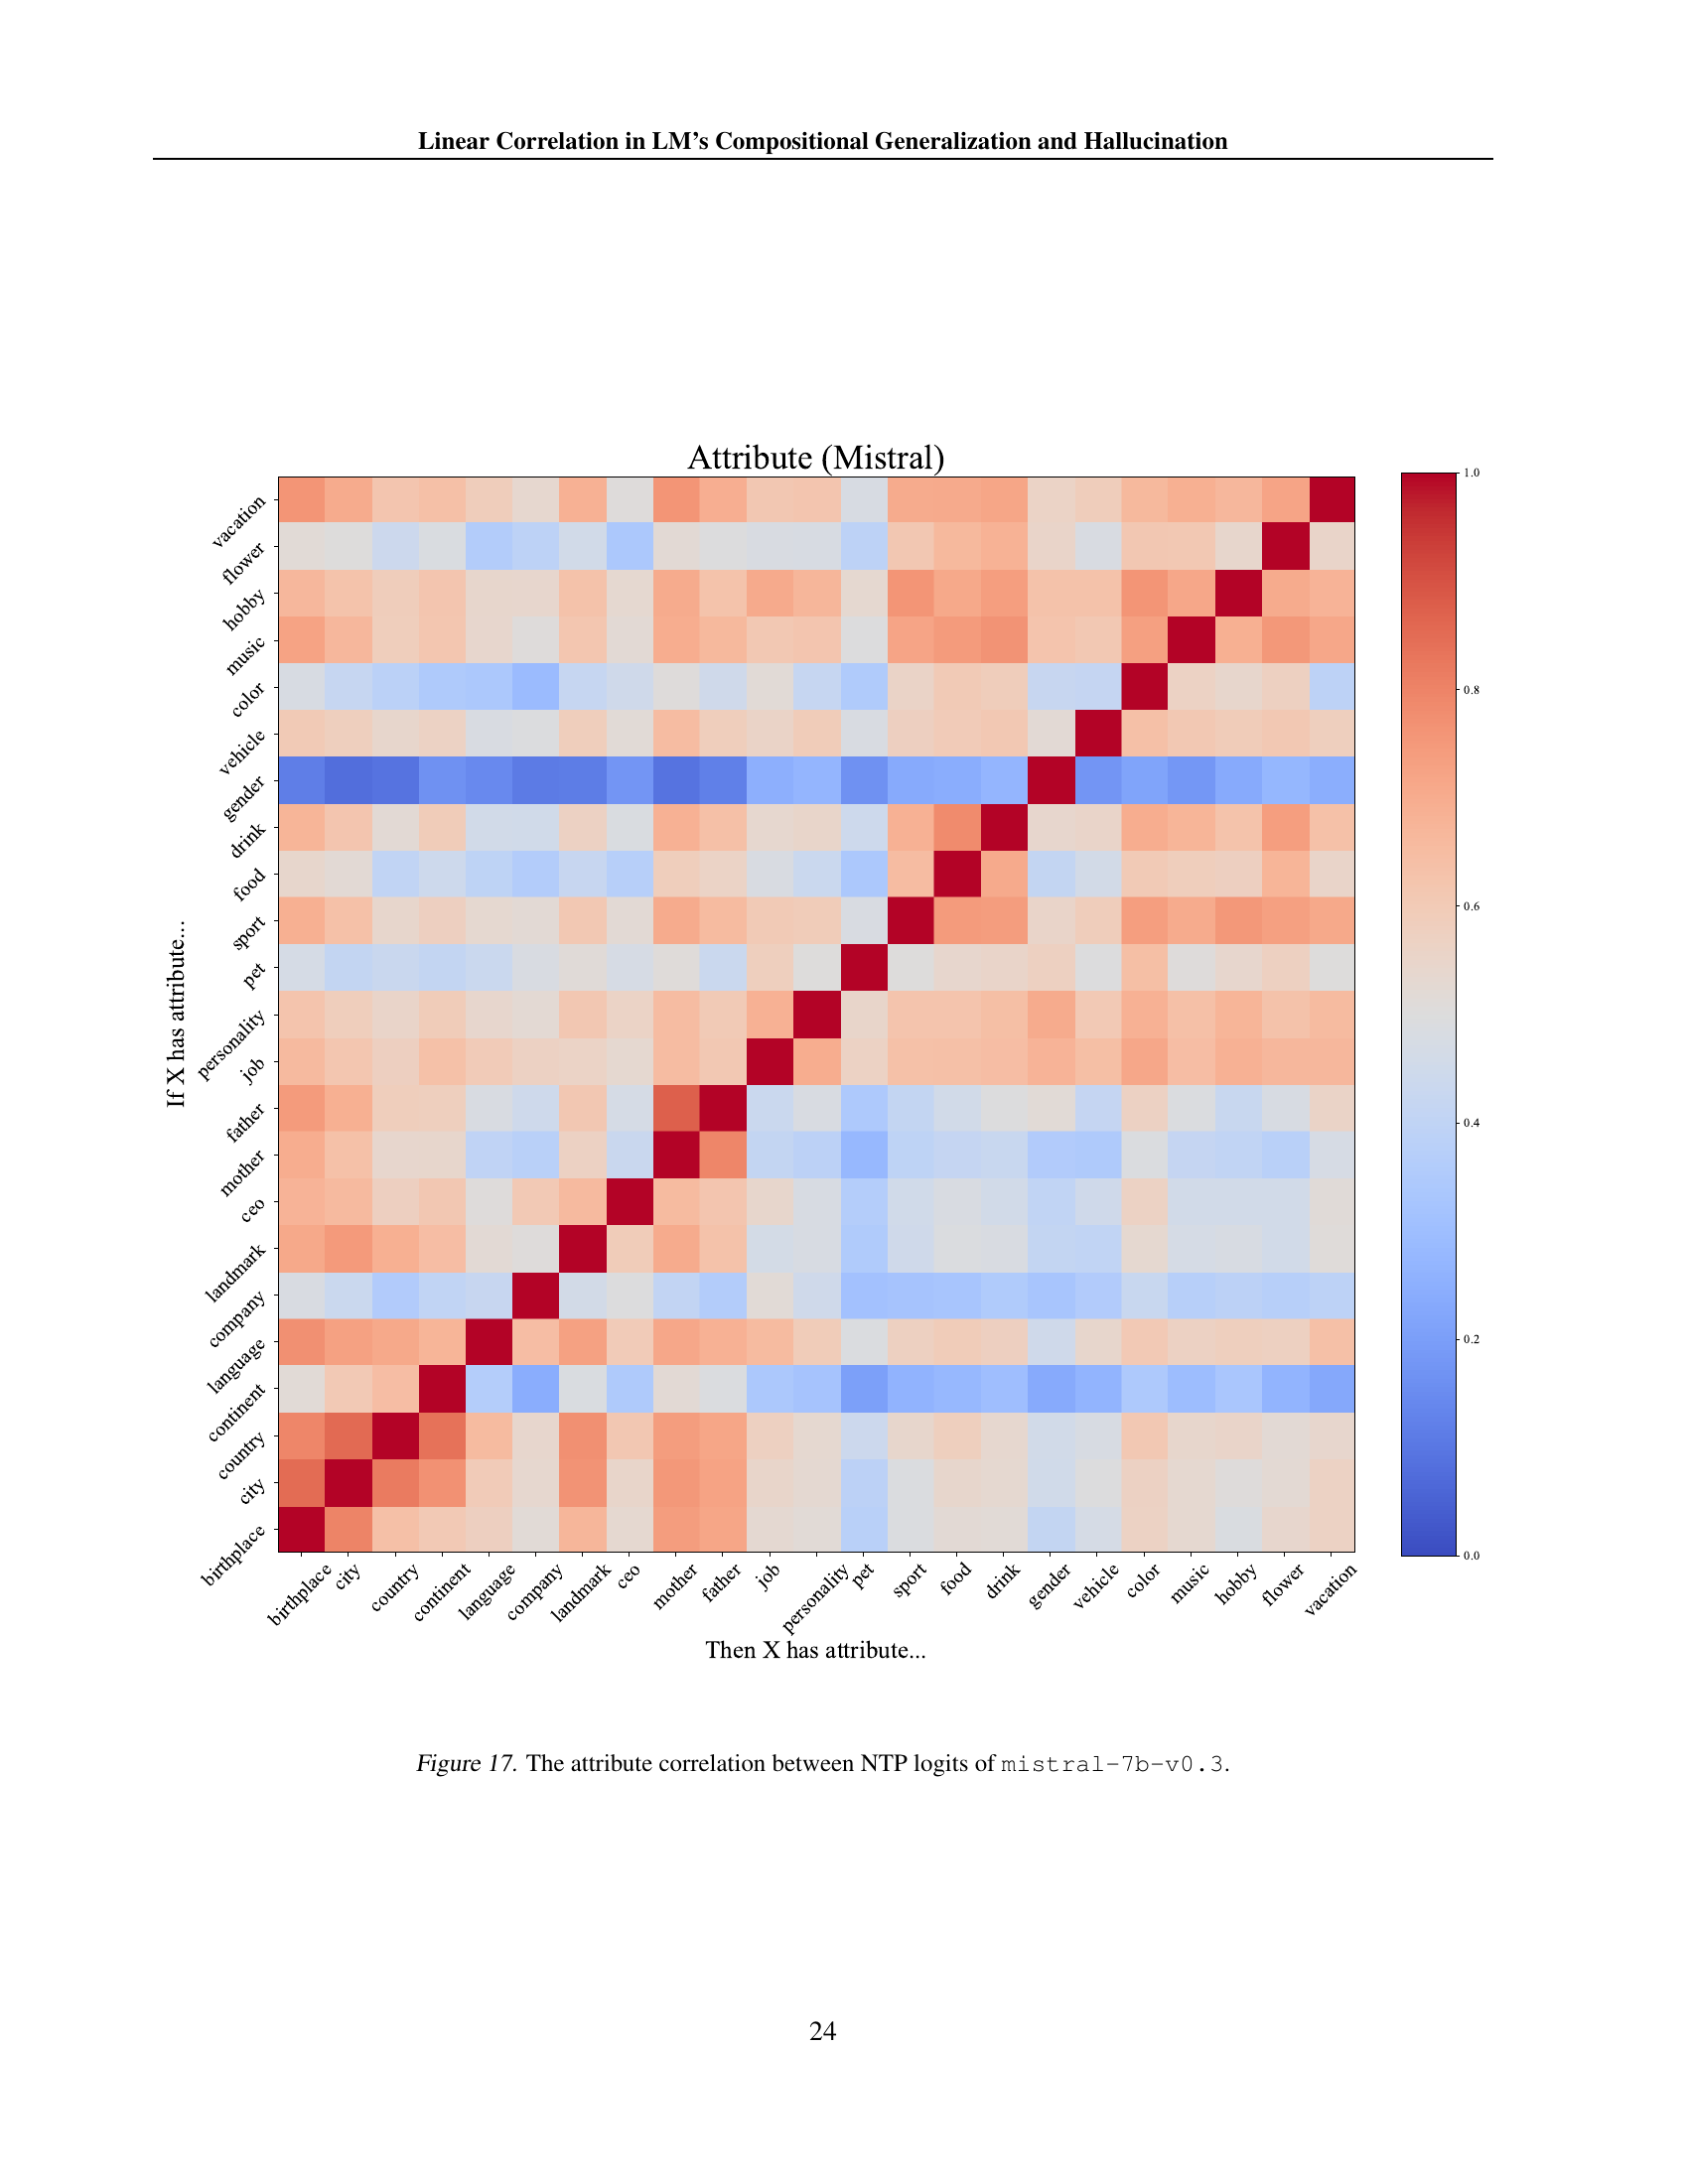 Linear Correlation in LM's Compositional Generalization and Hallucination
Attribute (Mistral)
If X has attribute...
vacation
flower
hobby
music
color
vehicle
gender
drink
food
sport
pet
personality
job
father
mother
ceo
landmark
company
language
continent
country
city
birthplace
birthplace
city
country
continent
language
company
landmark
ceo
mother
father
job
personality
pet
sport
food
drink
gender
vehicle
color
music
hobby
flower
vacation
Then X has attribute...
1.0
0.8
0.6
0.4
0.2
0.0
Figure 17. The attribute correlation between NTP logits of mistral-7b-v0.3.
24